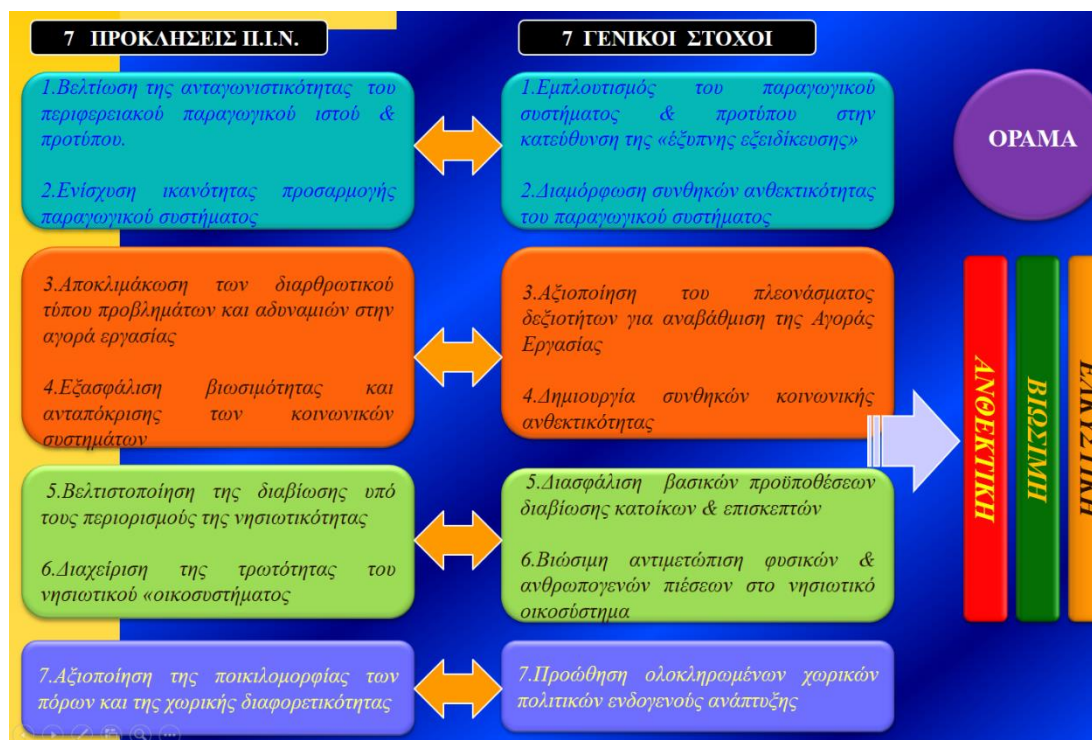 7 ΠΡΟΚΛΗΣΕΙΣ Π.Ι.Ν.
1.Βελτίωση της ανταγωνιστικότητας του
περιφερειακού παραγωγικού ιστού &
προτύπου.
2.Ενίσχυση ικανότητας προσαρμογής
παραγωγικού συστήματος
3.Αποκλιμάκωση των διαρθρωτικού
τύπου προβλημάτων και αδυναμιών στην
αγορά εργασίας
4.Εξασφάλιση βιωσιμότητας και
ανταπόκρισης των κοινωνικών
συστημάτων
5.Βελτιστοποίηση της διαβίωσης υπό
τους περιορισμούς της νησιωτικότητας
6.Διαχείριση της τρωτότητας του
νησιωτικού «οικοσυστήματος
7.Αξιοποίηση της ποικιλομορφίας των
πόρων και της χωρικής διαφορετικότητας
7 ΓΕΝΙΚΟΙ ΣΤΟΧΟΙ
1.Εμπλουτισμός του παραγωγικού
συστήματος & προτύπου στην
κατεύθυνση της «έξυπνης εξειδίκευσης»
2.Διαμόρφωση συνθηκών ανθεκτικότητας
του παραγωγικού συστήματος
3.Αξιοποίηση του πλεονάσματος
δεξιοτήτων για αναβάθμιση της Αγοράς
Εργασίας
4.Δημιουργία συνθηκών κοινωνικής
ανθεκτικότητας
5.Διασφάλιση βασικών προϋποθέσεων
διαβίωσης κατοίκων & επισκεπτών
6.Βιώσιμη αντιμετώπιση φυσικών &
ανθρωπογενών πιέσεων στο νησιωτικό
οικοσύστημα
7.Προώθηση ολοκληρωμένων χωρικών
πολιτικών ενδογενούς ανάπτυξης
ΟΡΑΜΑ
ΑΝΘΕΚΤΙΚΗ
ΒΙΩΣΙΜΗ
ΕΛΚΥΣΤΙΚΗ